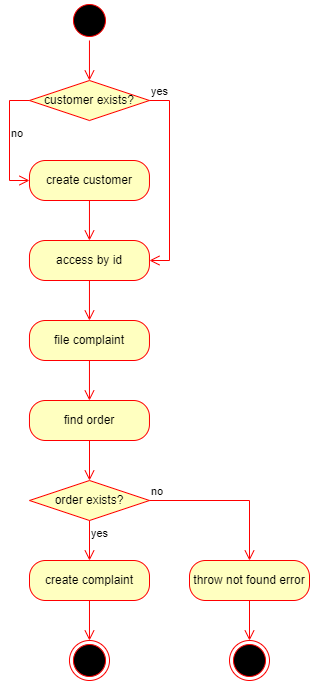 customer exists?
yes
no
create customer
access by id
file complaint
find order
order exists?
no
yes
create complaint
throw not found error